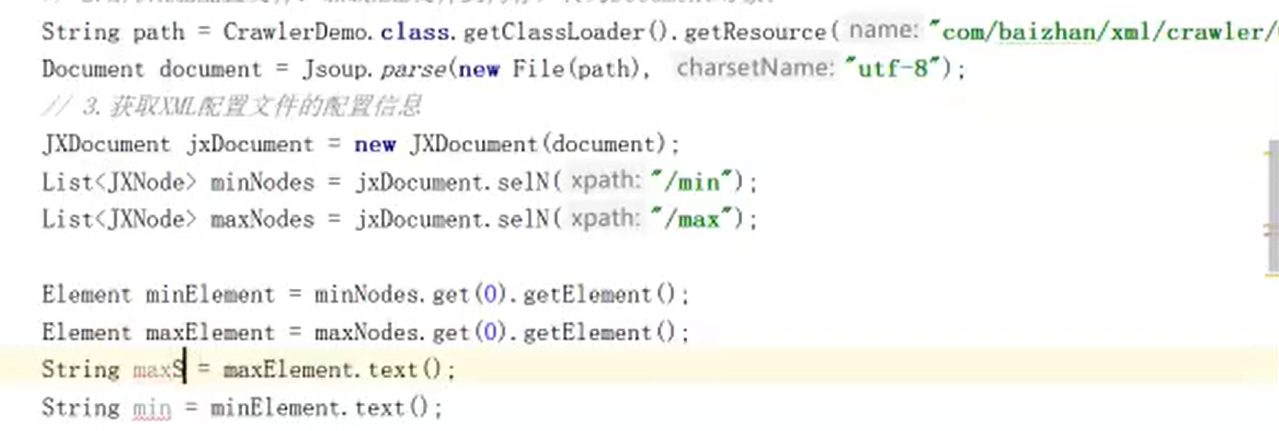 String path = CrawlerDemo.class.getClassLoader().getResource( name: "com/baizhan/xml/crawler/
Document document = Jsoup.parse(new File(path), charsetName: "utf-8");
// 3. 获取XML配置文件的配置信息
JXDocument jxDocument = new JXDocument(document);
List<JXNode> minNodes = jxDocument.selN( xpath: "/min");
List<JXNode> maxNodes = jxDocument.selN( xpath: "/max");
Element minElement = minNodes.get(0).getElement();
Element maxElement = maxNodes.get(0).getElement();
String maxS = maxElement.text();
String min = minElement.text();